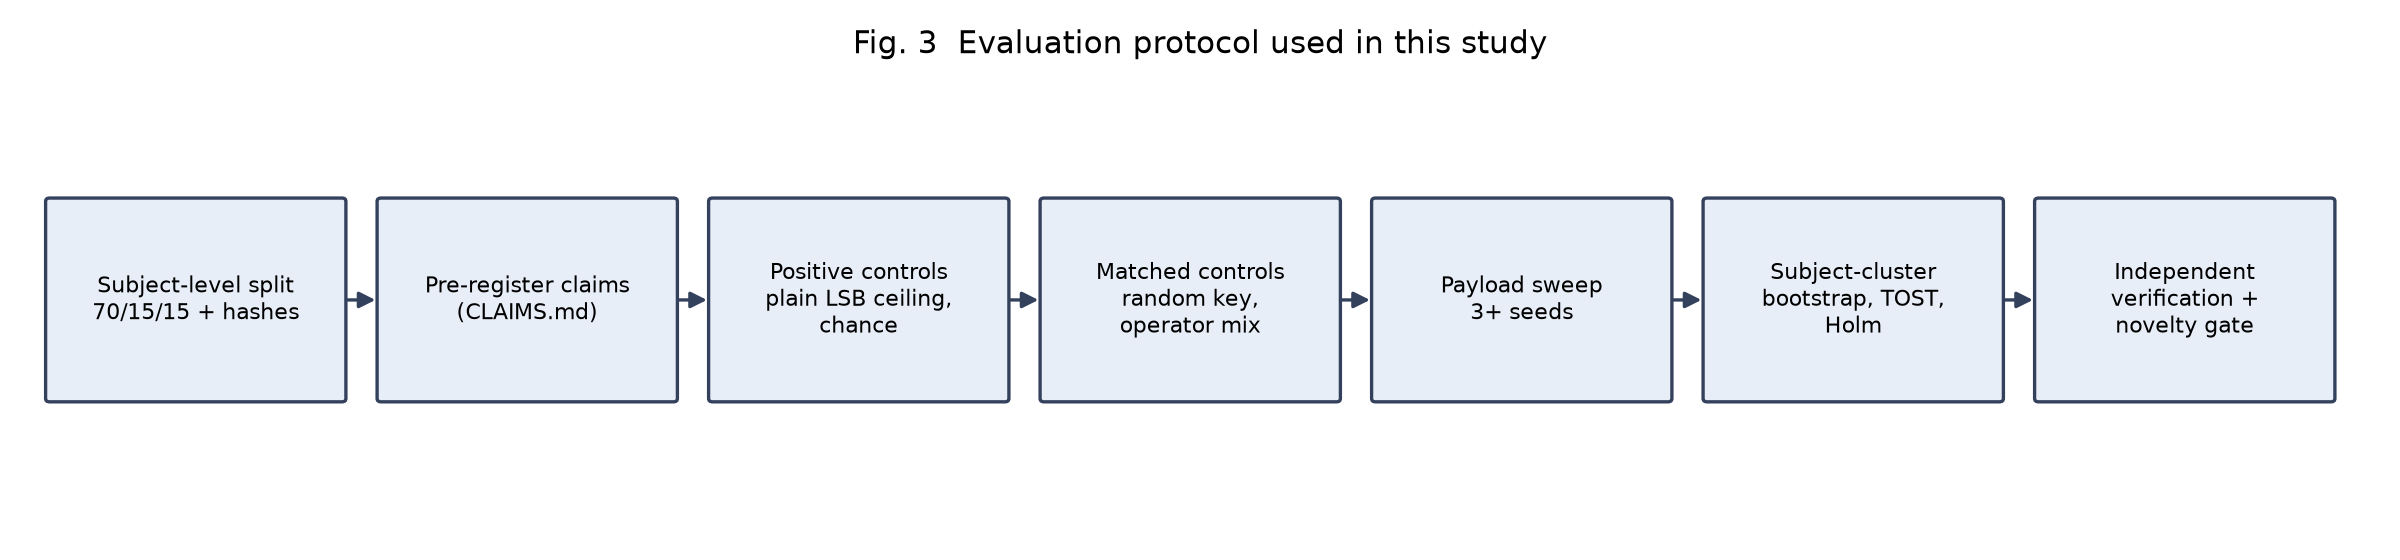 Fig. 3  Evaluation protocol used in this study
Subject-level split
70/15/15 + hashes
Pre-register claims
(CLAIMS.md)
Positive controls
plain LSB ceiling,
chance
Matched controls
random key,
operator mix
Payload sweep
3+ seeds
Subject-cluster
bootstrap, TOST,
Holm
Independent
verification +
novelty gate